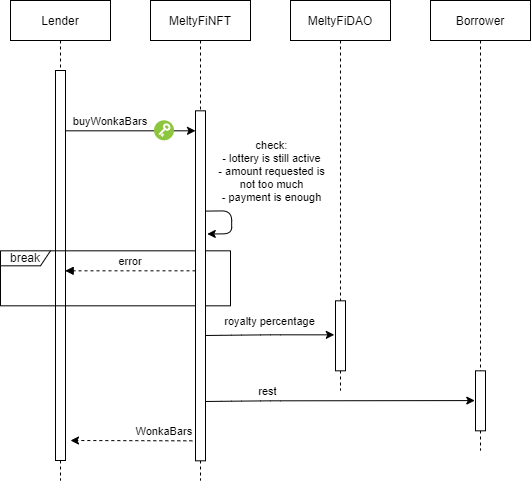 Lender
MeltyFiNFT
MeltyFiDAO
Borrower
buyWonkaBars
check:
- lottery is still active
- amount requested is
not too much
- payment is enough
break
error
royalty percentage
rest
WonkaBars